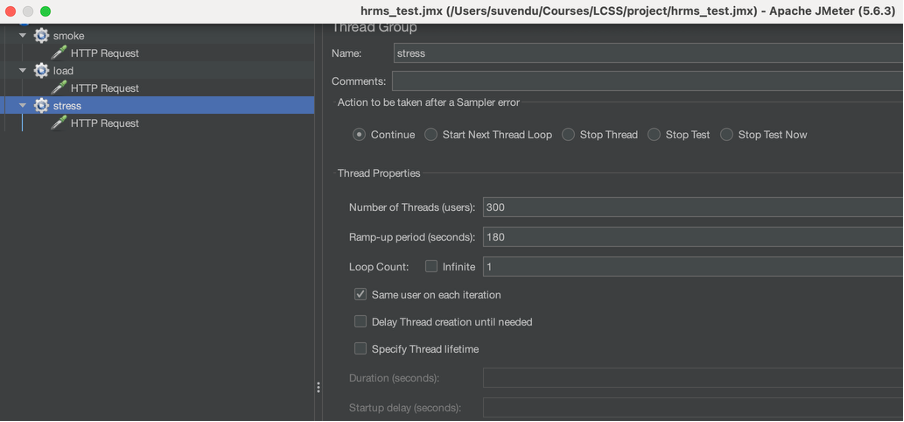 hrms_test.jmx (/Users/suvendu/Courses/LCSS/project/hrms_test.jmx) - Apache JMeter (5.6.3)
smoke
HTTP Request
load
HTTP Request
stress
HTTP Request
Thread Group
Name: stress
Comments:
Action to be taken after a Sampler error
Continue Start Next Thread Loop Stop Thread Stop Test Stop Test Now
Thread Properties
Number of Threads (users): 300
Ramp-up period (seconds): 180
Loop Count: Infinite 1
Same user on each iteration
Delay Thread creation until needed
Specify Thread lifetime
Duration (seconds):
Startup delay (seconds):